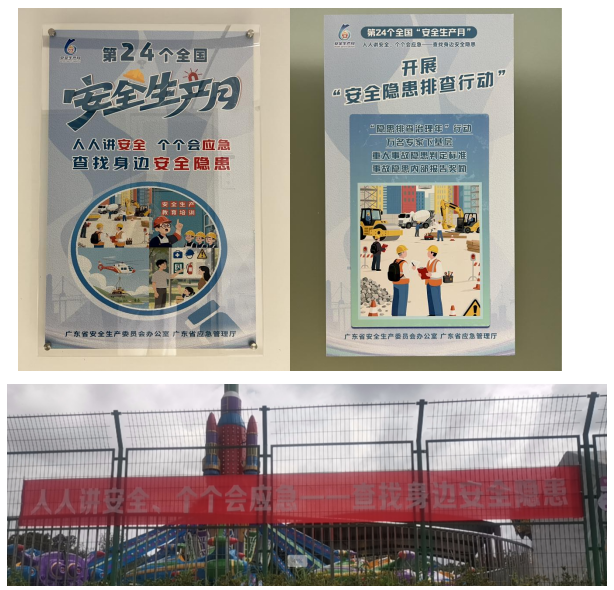 第24个全国
安全生产月
人人讲安全 个个会应急
查找身边安全隐患
安全生产
教育培训
广东省安全生产委员会办公室 广东省应急管理厅
第24个全国“安全生产月”
人人讲安全、个个会应急——查找身边安全隐患
开展
“安全隐患排查行动”
“隐患排查治理年”行动
万名专家下基层
重大事故隐患判定标准
事故隐患内部报告奖励
广东省安全生产委员会办公室 广东省应急管理厅
人人讲安全、个个会应急——查找身边安全隐患